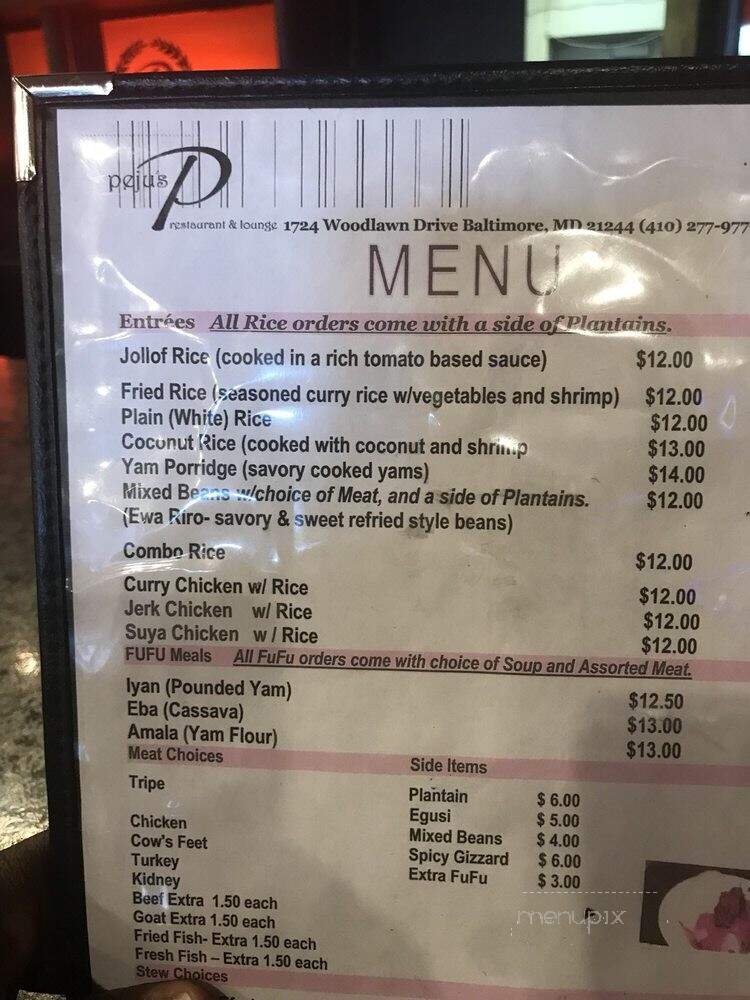 peju's P
restaurant & lounge 1724 Woodlawn Drive Baltimore, MD 21244 (410) 277-977
MENU
Entrées All Rice orders come with a side of Plantains.
Jollof Rice (cooked in a rich tomato based sauce) $12.00
Fried Rice (seasoned curry rice w/vegetables and shrimp) $12.00
Plain (White) Rice $12.00
Coconut Rice (cooked with coconut and shrimp $13.00
Yam Porridge (savory cooked yams) $14.00
Mixed Beans w/choice of Meat, and a side of Plantains. $12.00
(Ewa Riro- savory & sweet refried style beans)
Combo Rice $12.00
Curry Chicken w/ Rice $12.00
Jerk Chicken w/ Rice $12.00
Suya Chicken w / Rice $12.00
FUFU Meals All FuFu orders come with choice of Soup and Assorted Meat.
Iyan (Pounded Yam) $12.50
Eba (Cassava) $13.00
Amala (Yam Flour) $13.00
Meat Choices
Tripe
Chicken
Cow's Feet
Turkey
Kidney
Beef Extra 1.50 each
Goat Extra 1.50 each
Fried Fish- Extra 1.50 each
Fresh Fish – Extra 1.50 each
Stew Choices
Side Items
Plantain $ 6.00
Egusi $ 5.00
Mixed Beans $ 4.00
Spicy Gizzard $ 6.00
Extra FuFu $ 3.00
menupix